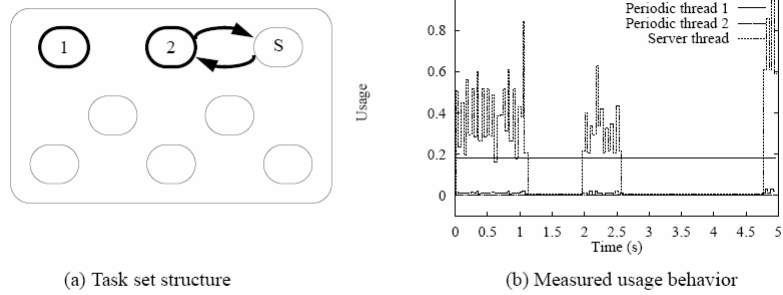 1
2
S
Usage
0.8
0.6
0.4
0.2
0
Periodic thread 1
Periodic thread 2
Server thread
0 0.5 1 1.5 2 2.5 3 3.5 4 4.5 5
Time (s)
(a) Task set structure
(b) Measured usage behavior